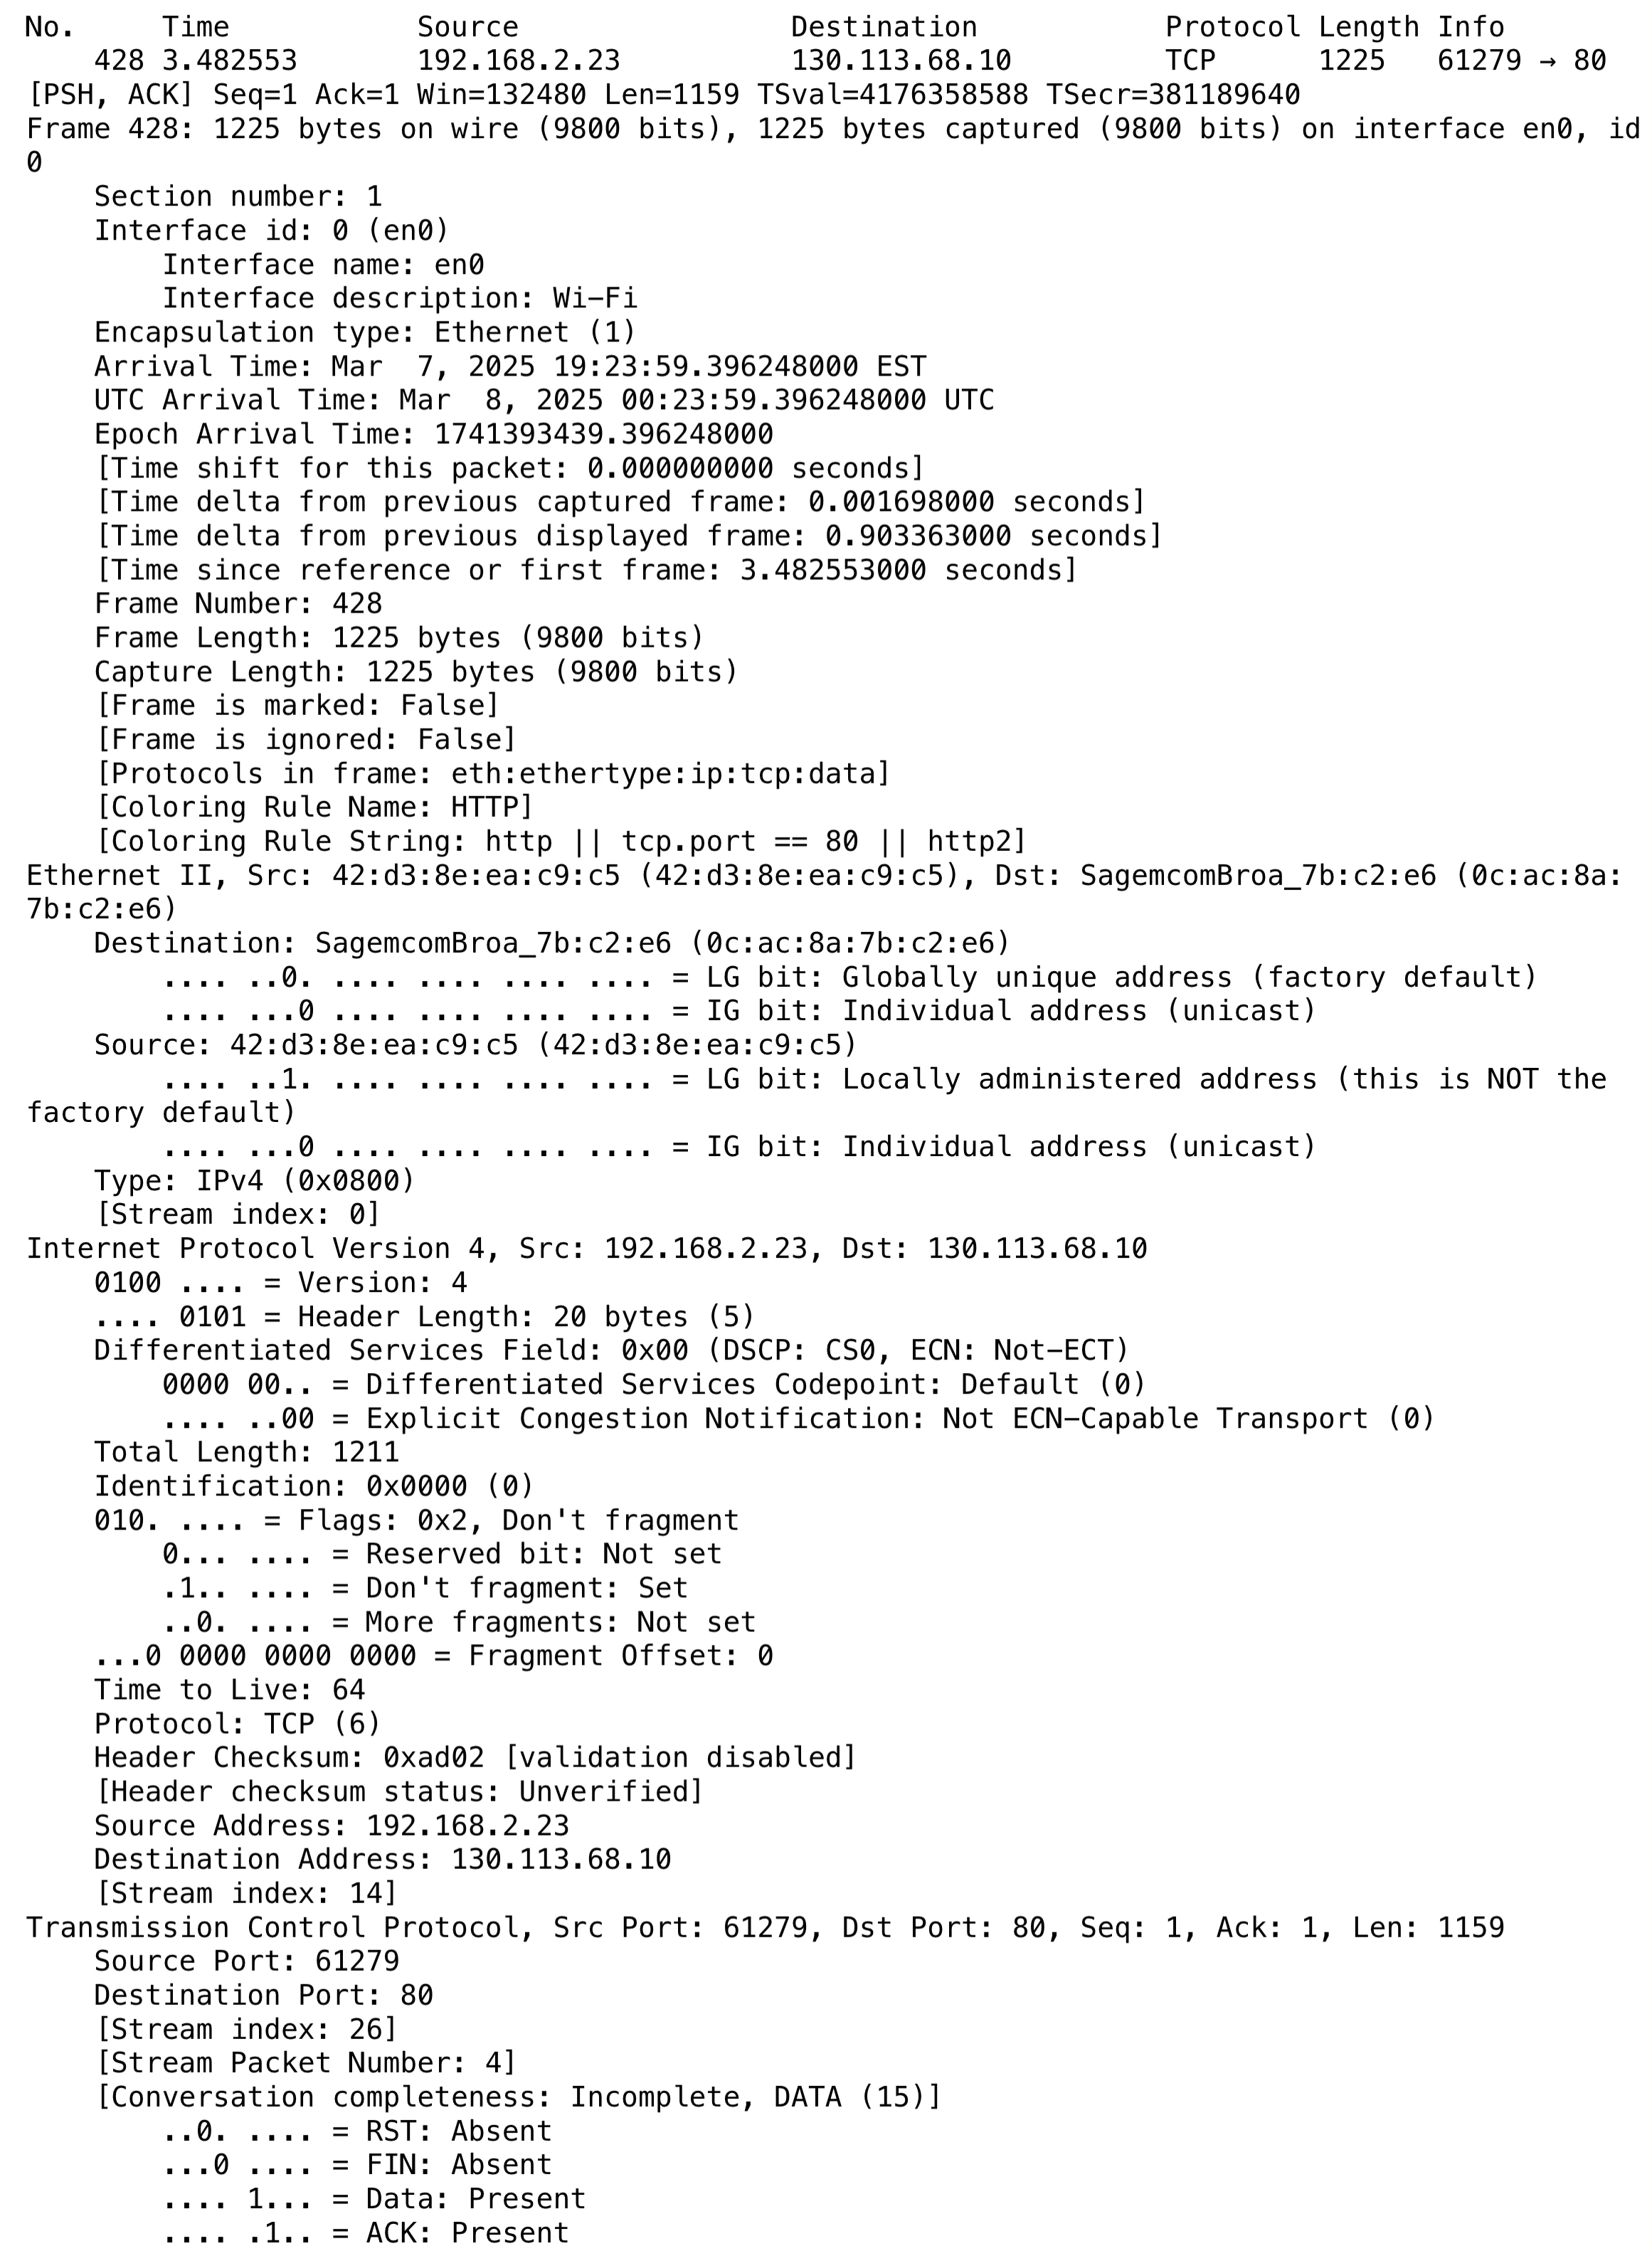 No.     Time           Source                Destination           Protocol Length Info
    428 3.482553       192.168.2.23          130.113.68.10         TCP      1225   61279 → 80
[PSH, ACK] Seq=1 Ack=1 Win=132480 Len=1159 TSval=4176358588 TSecr=381189640
Frame 428: 1225 bytes on wire (9800 bits), 1225 bytes captured (9800 bits) on interface en0, id
0
    Section number: 1
    Interface id: 0 (en0)
        Interface name: en0
        Interface description: Wi-Fi
    Encapsulation type: Ethernet (1)
    Arrival Time: Mar  7, 2025 19:23:59.396248000 EST
    UTC Arrival Time: Mar  8, 2025 00:23:59.396248000 UTC
    Epoch Arrival Time: 1741393439.396248000
    [Time shift for this packet: 0.000000000 seconds]
    [Time delta from previous captured frame: 0.001698000 seconds]
    [Time delta from previous displayed frame: 0.903363000 seconds]
    [Time since reference or first frame: 3.482553000 seconds]
    Frame Number: 428
    Frame Length: 1225 bytes (9800 bits)
    Capture Length: 1225 bytes (9800 bits)
    [Frame is marked: False]
    [Frame is ignored: False]
    [Protocols in frame: eth:ethertype:ip:tcp:data]
    [Coloring Rule Name: HTTP]
    [Coloring Rule String: http || tcp.port == 80 || http2]
Ethernet II, Src: 42:d3:8e:ea:c9:c5 (42:d3:8e:ea:c9:c5), Dst: SagemcomBroa_7b:c2:e6 (0c:ac:8a:
7b:c2:e6)
    Destination: SagemcomBroa_7b:c2:e6 (0c:ac:8a:7b:c2:e6)
        .... ..0. .... .... .... .... = LG bit: Globally unique address (factory default)
        .... ...0 .... .... .... .... = IG bit: Individual address (unicast)
    Source: 42:d3:8e:ea:c9:c5 (42:d3:8e:ea:c9:c5)
        .... ..1. .... .... .... .... = LG bit: Locally administered address (this is NOT the
factory default)
        .... ...0 .... .... .... .... = IG bit: Individual address (unicast)
    Type: IPv4 (0x0800)
    [Stream index: 0]
Internet Protocol Version 4, Src: 192.168.2.23, Dst: 130.113.68.10
    0100 .... = Version: 4
    .... 0101 = Header Length: 20 bytes (5)
    Differentiated Services Field: 0x00 (DSCP: CS0, ECN: Not-ECT)
        0000 00.. = Differentiated Services Codepoint: Default (0)
        .... ..00 = Explicit Congestion Notification: Not ECN-Capable Transport (0)
    Total Length: 1211
    Identification: 0x0000 (0)
    010. .... = Flags: 0x2, Don't fragment
        0... .... = Reserved bit: Not set
        .1.. .... = Don't fragment: Set
        ..0. .... = More fragments: Not set
    ...0 0000 0000 0000 = Fragment Offset: 0
    Time to Live: 64
    Protocol: TCP (6)
    Header Checksum: 0xad02 [validation disabled]
    [Header checksum status: Unverified]
    Source Address: 192.168.2.23
    Destination Address: 130.113.68.10
    [Stream index: 14]
Transmission Control Protocol, Src Port: 61279, Dst Port: 80, Seq: 1, Ack: 1, Len: 1159
    Source Port: 61279
    Destination Port: 80
    [Stream index: 26]
    [Stream Packet Number: 4]
    [Conversation completeness: Incomplete, DATA (15)]
        ..0. .... = RST: Absent
        ...0 .... = FIN: Absent
        .... 1... = Data: Present
        .... .1.. = ACK: Present